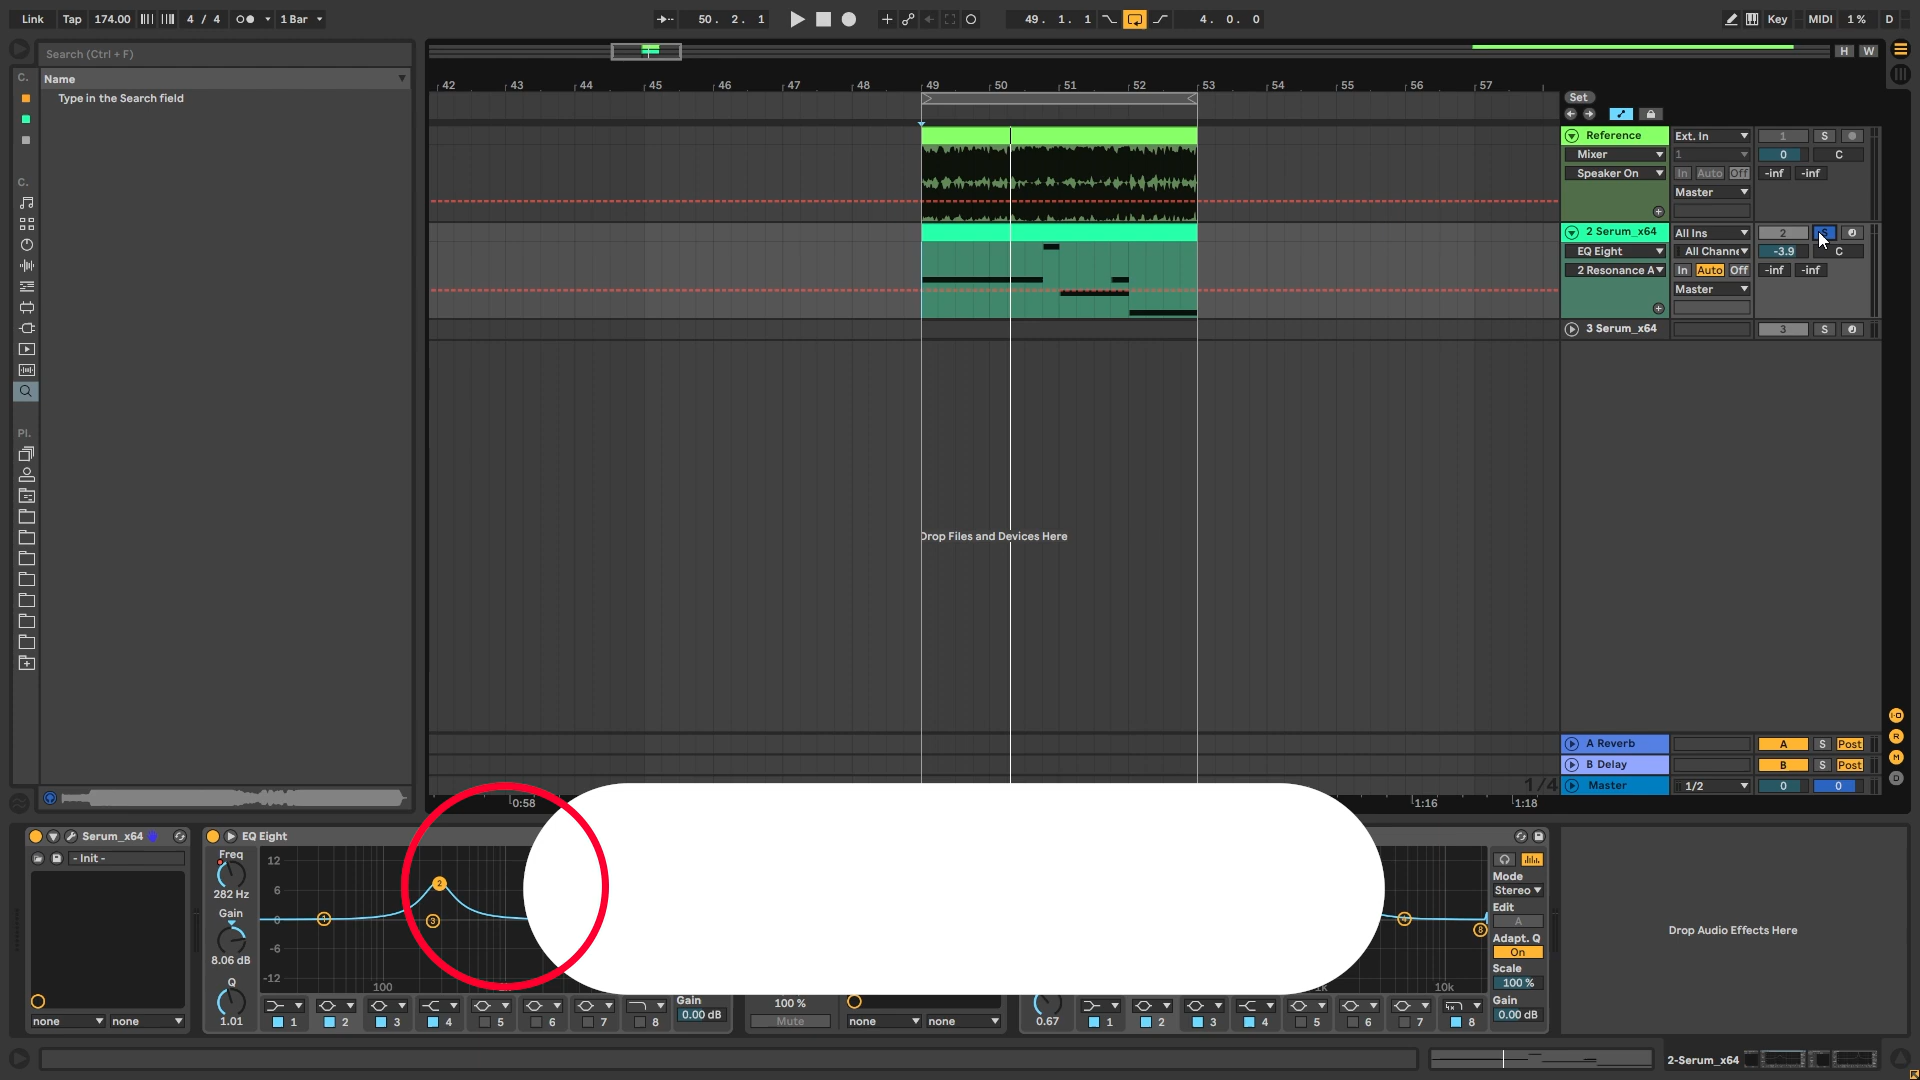 Link Tap 174.00 4 / 4 1 Bar 50. 2. 1 49. 1. 1 4. 0. 0 Key MIDI 1 % D
Search (Ctrl + F)
H W
C.
Name
Type in the Search field
42 43 44 45 46 47 48 49 50 51 52 53 54 55 56 57
Set
Reference Ext. In 1 S
Mixer 1 0 C
Speaker On In Auto Off -inf -inf
Master
C.
2 Serum_x64 All Ins 2 S
EQ Eight All Channe -3.9 C
2 Resonance A In Auto Off -inf -inf
Master
3 Serum_x64 3 S
Pl.
Drop Files and Devices Here
A Reverb A S Post
B Delay B S Post
1/4
Master 1/2 0 0
0:58 1:16 1:18
Serum_x64 EQ Eight
- Init -
Freq
282 Hz
Gain
8.06 dB
Q
1.01
12
6
0
-6
-12
100
1 2 3
10k
4 8
Mode
Stereo
Edit
A
Adapt. Q
On
Scale
100 %
Gain
0.00 dB
Drop Audio Effects Here
none none
1 2 3 4 5 6 7 8
Gain
0.00 dB
100 %
Mute
none none
0.67
1 2 3 4 5 6 7 8
2-Serum_x64